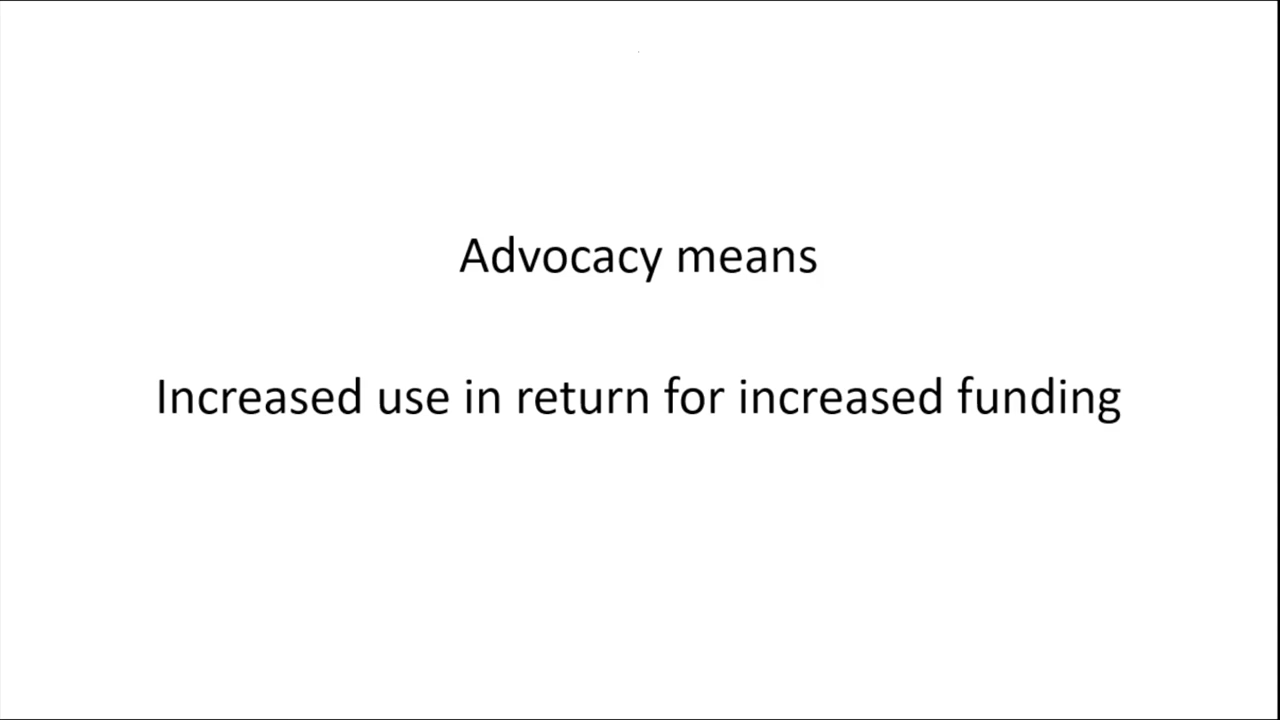 Advocacy means
Increased use in return for increased funding